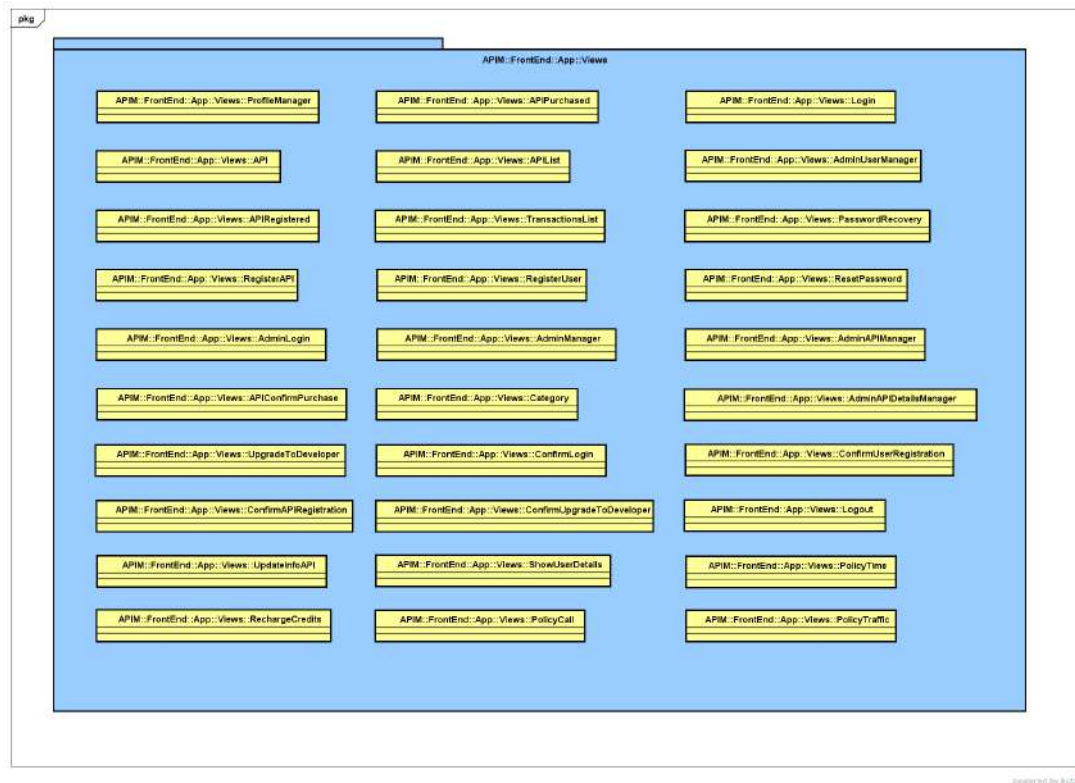 pkg
APIM::FrontEnd::App::Views
APIM::FrontEnd::App::Views::ProfileManager
APIM::FrontEnd::App::Views::APIPurchased
APIM::FrontEnd::App::Views::Login
APIM::FrontEnd::App::Views::API
APIM::FrontEnd::App::Views::APIList
APIM::FrontEnd::App::Views::AdminUserManager
APIM::FrontEnd::App::Views::APIRegistered
APIM::FrontEnd::App::Views::TransactionsList
APIM::FrontEnd::App::Views::PasswordRecovery
APIM::FrontEnd::App::Views::RegisterAPI
APIM::FrontEnd::App::Views::RegisterUser
APIM::FrontEnd::App::Views::ResetPassword
APIM::FrontEnd::App::Views::AdminLogin
APIM::FrontEnd::App::Views::AdminManager
APIM::FrontEnd::App::Views::AdminAPIManager
APIM::FrontEnd::App::Views::APIConfirmPurchase
APIM::FrontEnd::App::Views::Category
APIM::FrontEnd::App::Views::AdminAPIDetailsManager
APIM::FrontEnd::App::Views::UpgradeToDeveloper
APIM::FrontEnd::App::Views::ConfirmLogin
APIM::FrontEnd::App::Views::ConfirmUserRegistration
APIM::FrontEnd::App::Views::ConfirmAPIRegistration
APIM::FrontEnd::App::Views::ConfirmUpgradeToDeveloper
APIM::FrontEnd::App::Views::Logout
APIM::FrontEnd::App::Views::UpdateInfoAPI
APIM::FrontEnd::App::Views::ShowUserDetails
APIM::FrontEnd::App::Views::PolicyTime
APIM::FrontEnd::App::Views::RechargeCredits
APIM::FrontEnd::App::Views::PolicyCall
APIM::FrontEnd::App::Views::PolicyTraffic
powered by